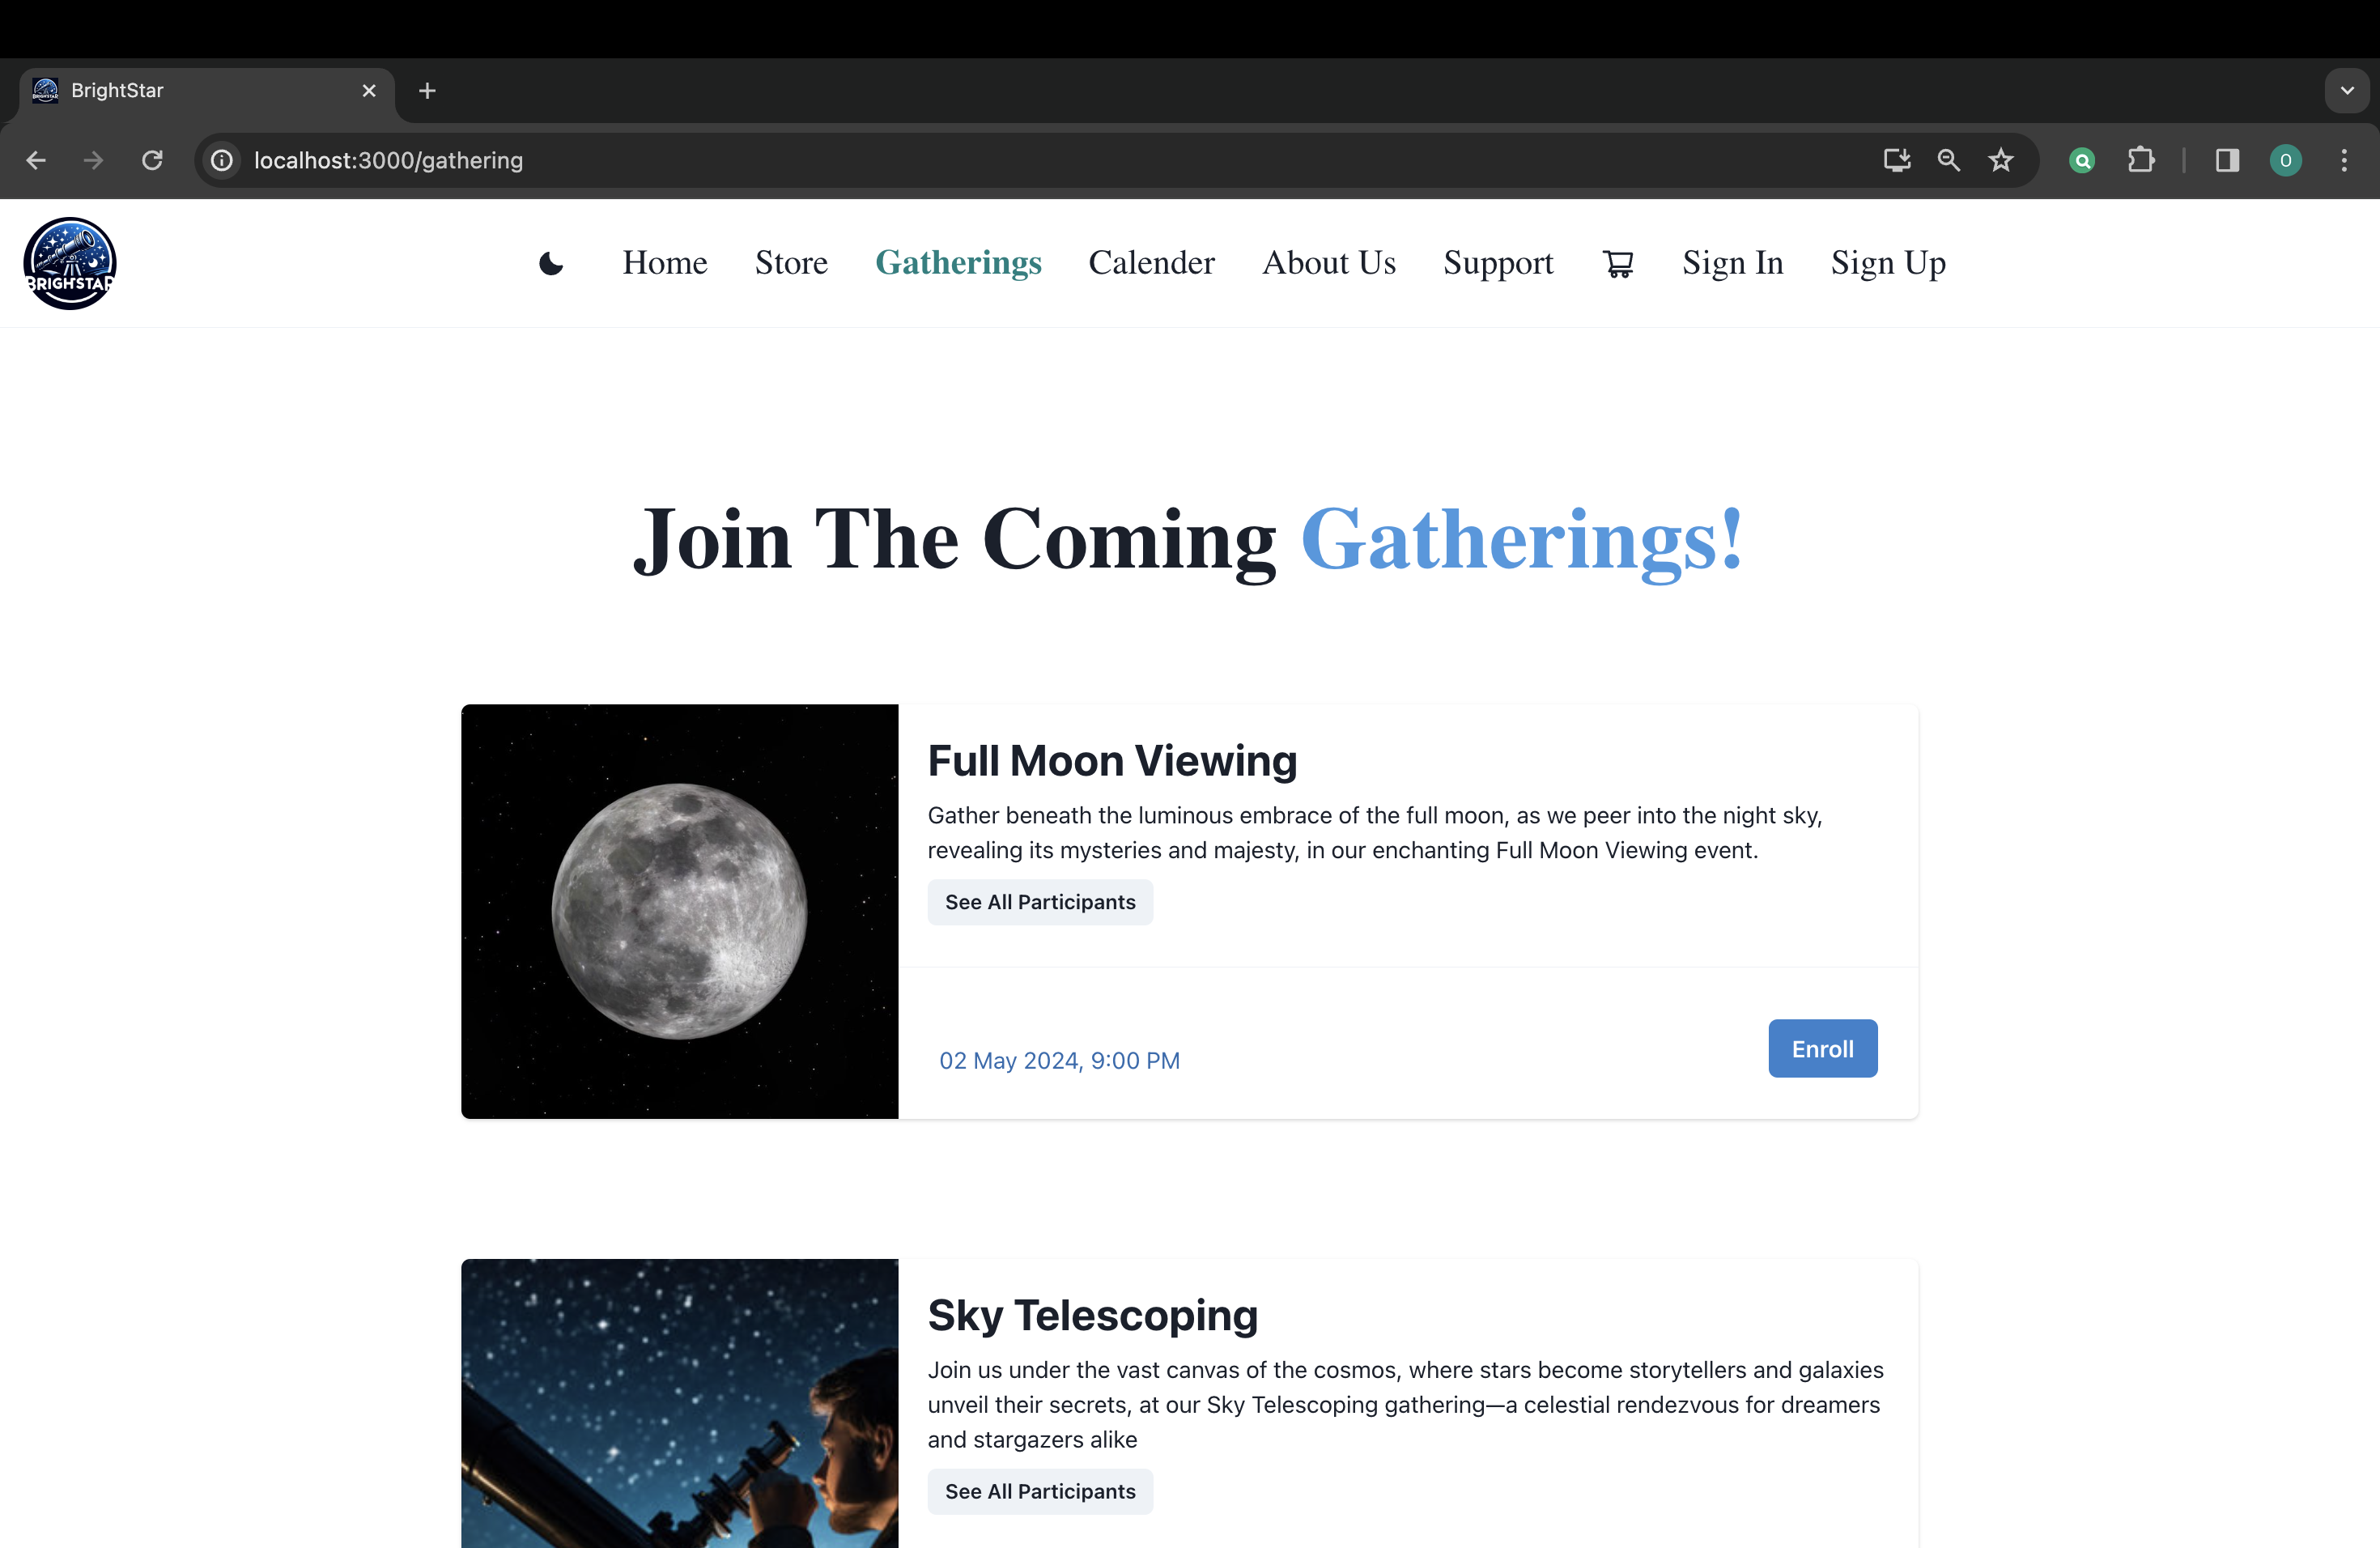 BrightStar
localhost:3000/gathering
O
BRIGHTSTAR
Home Store Gatherings Calender About Us Support Sign In Sign Up
Join The Coming Gatherings!
Full Moon Viewing
Gather beneath the luminous embrace of the full moon, as we peer into the night sky,
revealing its mysteries and majesty, in our enchanting Full Moon Viewing event.
See All Participants
02 May 2024, 9:00 PM
Enroll
Sky Telescoping
Join us under the vast canvas of the cosmos, where stars become storytellers and galaxies
unveil their secrets, at our Sky Telescoping gathering—a celestial rendezvous for dreamers
and stargazers alike
See All Participants